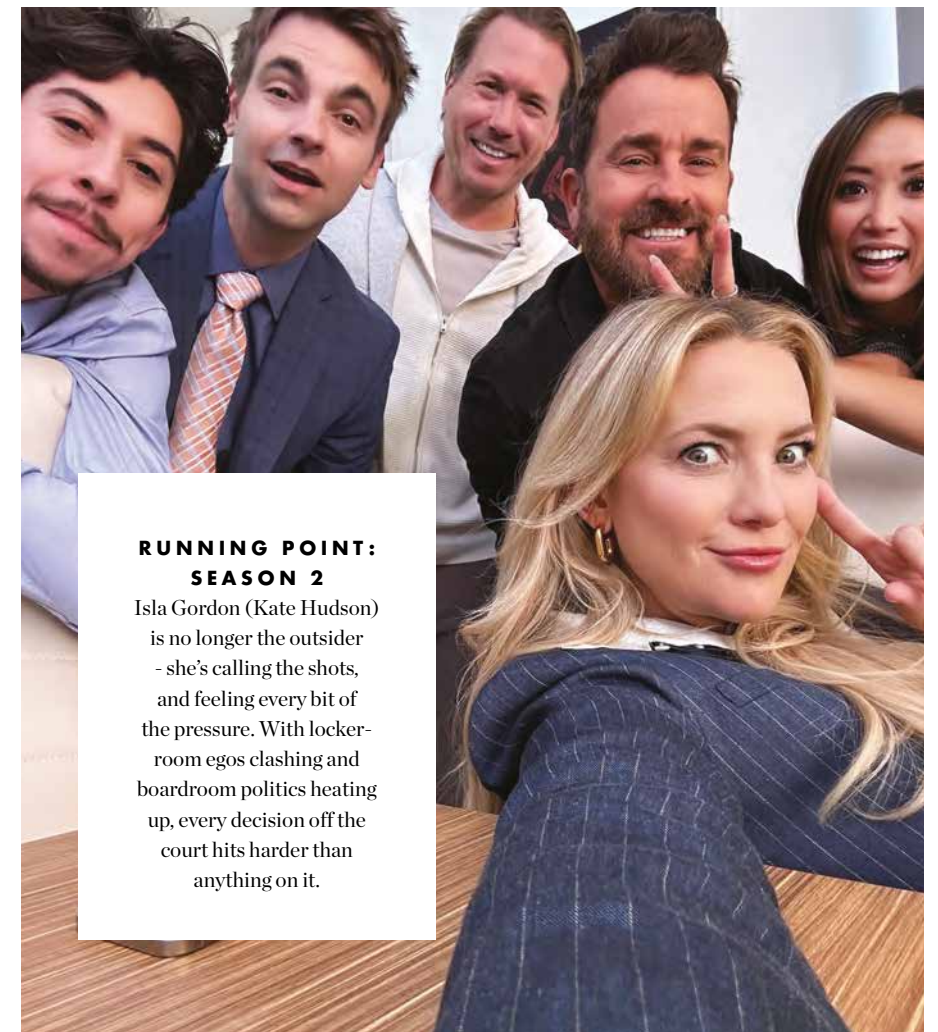 RUNNING POINT:
SEASON 2
Isla Gordon (Kate Hudson)
is no longer the outsider
- she's calling the shots,
and feeling every bit of
the pressure. With locker-
room egos clashing and
boardroom politics heating
up, every decision off the
court hits harder than
anything on it.